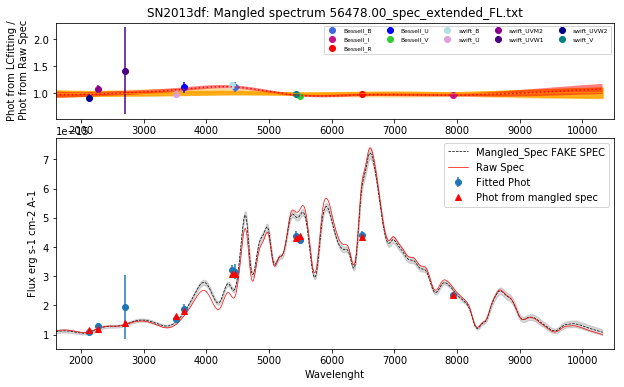 SN2013df: Mangled spectrum 56478.00_spec_extended_FL.txt
Phot from LCfitting /
Phot from Raw Spec
2.0
1.5
1.0
Bessell_B
Bessell_I
Bessell_R
Bessell_U
Bessell_V
swift_B
swift_U
swift_UVM2
swift_UVW1
swift_UVW2
swift_V
2000 3000 4000 5000 6000 7000 8000 9000 10000
Flux erg s-1 cm-2 A-1
7
6
5
4
3
2
1
Mangled_Spec FAKE SPEC
Raw Spec
Fitted Phot
Phot from mangled spec
2000 3000 4000 5000 6000 7000 8000 9000 10000
Wavelenght